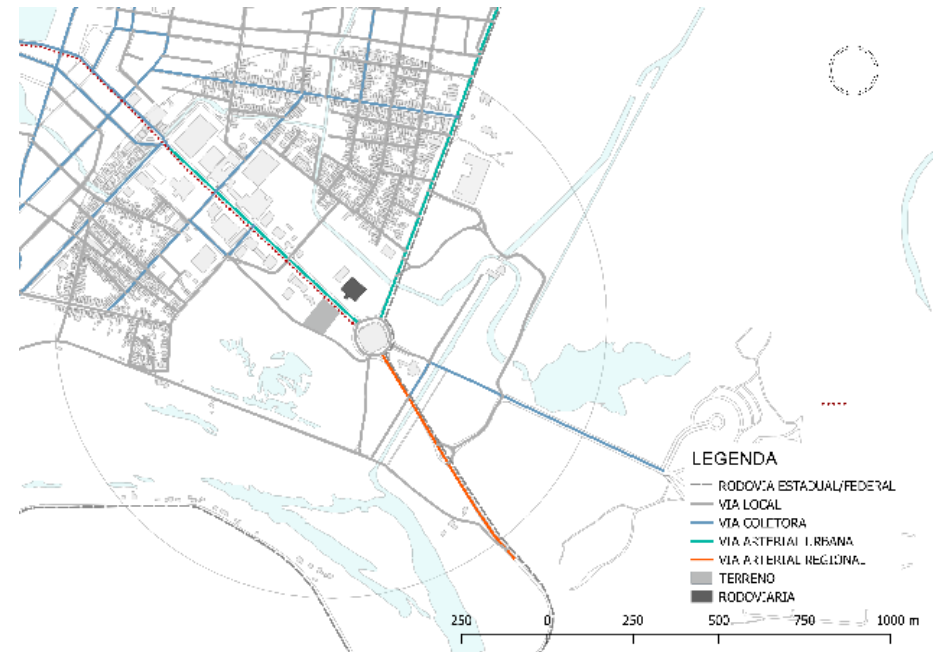 LEGENDA
RODOVIA ESTADUAL/FEDERAL
VIA LOCAL
VIA COLETORA
VIA ARTERIAL URBANA
VIA ARTERIAL REGIONAL
TERRENO
RODOVIARIA
250 0 250 500 750 1000 m